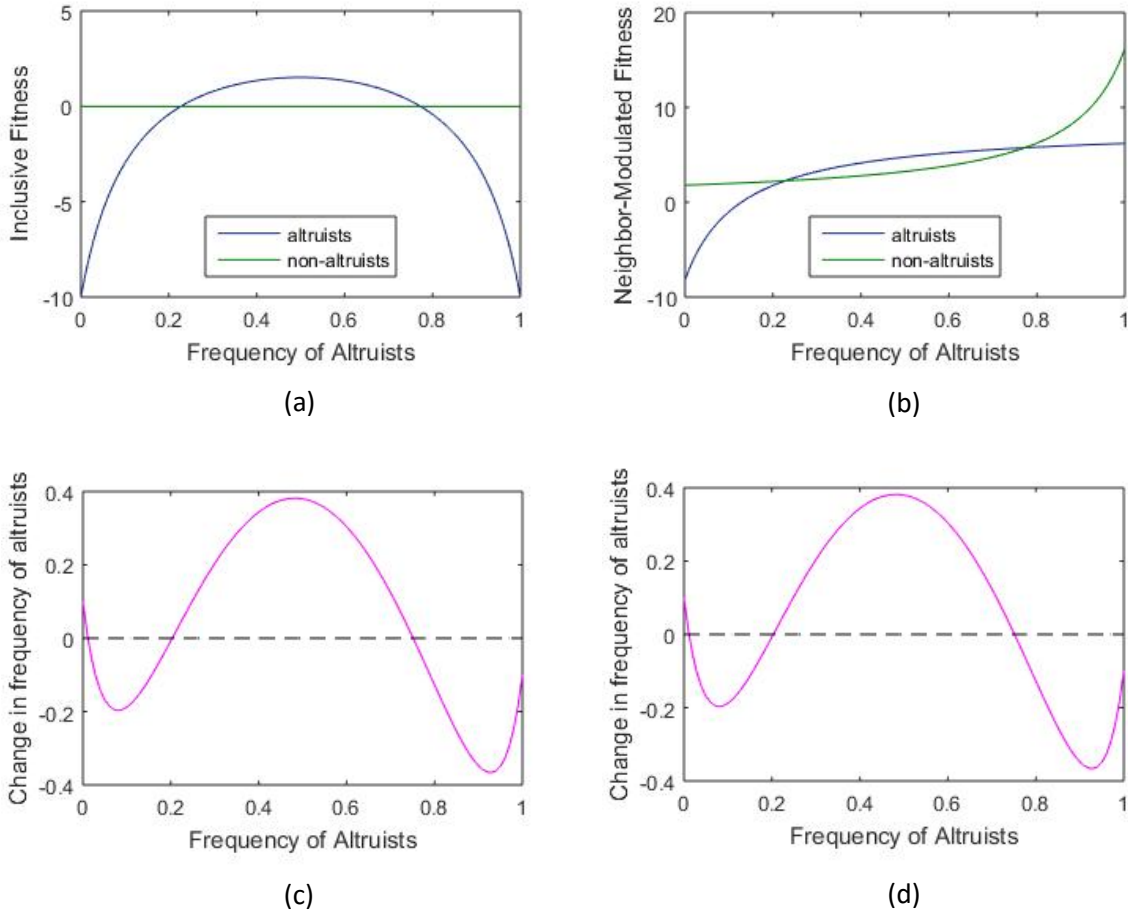 5
0
-5
-10
Inclusive Fitness
altruists
non-altruists
0 0.2 0.4 0.6 0.8 1
Frequency of Altruists
(a)
20
10
0
-10
Neighbor-Modulated Fitness
altruists
non-altruists
0 0.2 0.4 0.6 0.8 1
Frequency of Altruists
(b)
0.4
0.2
0
-0.2
-0.4
Change in frequency of altruists
0 0.2 0.4 0.6 0.8 1
Frequency of Altruists
(c)
0.4
0.2
0
-0.2
-0.4
Change in frequency of altruists
0 0.2 0.4 0.6 0.8 1
Frequency of Altruists
(d)